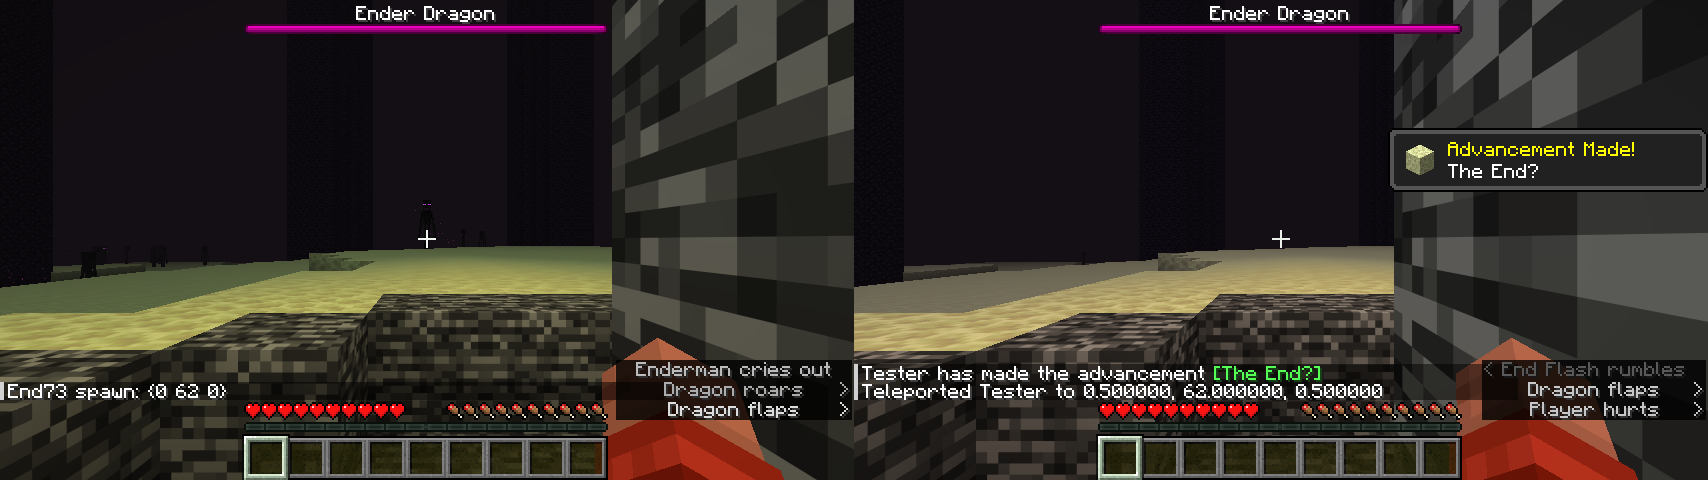 Ender Dragon
Enderman cries out
Dragon roars >
Dragon flaps >
End73 spawn: (0 62 0)
Ender Dragon
Advancement Made!
The End?
Tester has made the advancement [The End?]
Teleported Tester to 0.500000, 62.000000, 0.500000
< End Flash rumbles
Dragon flaps >
Player hurts >